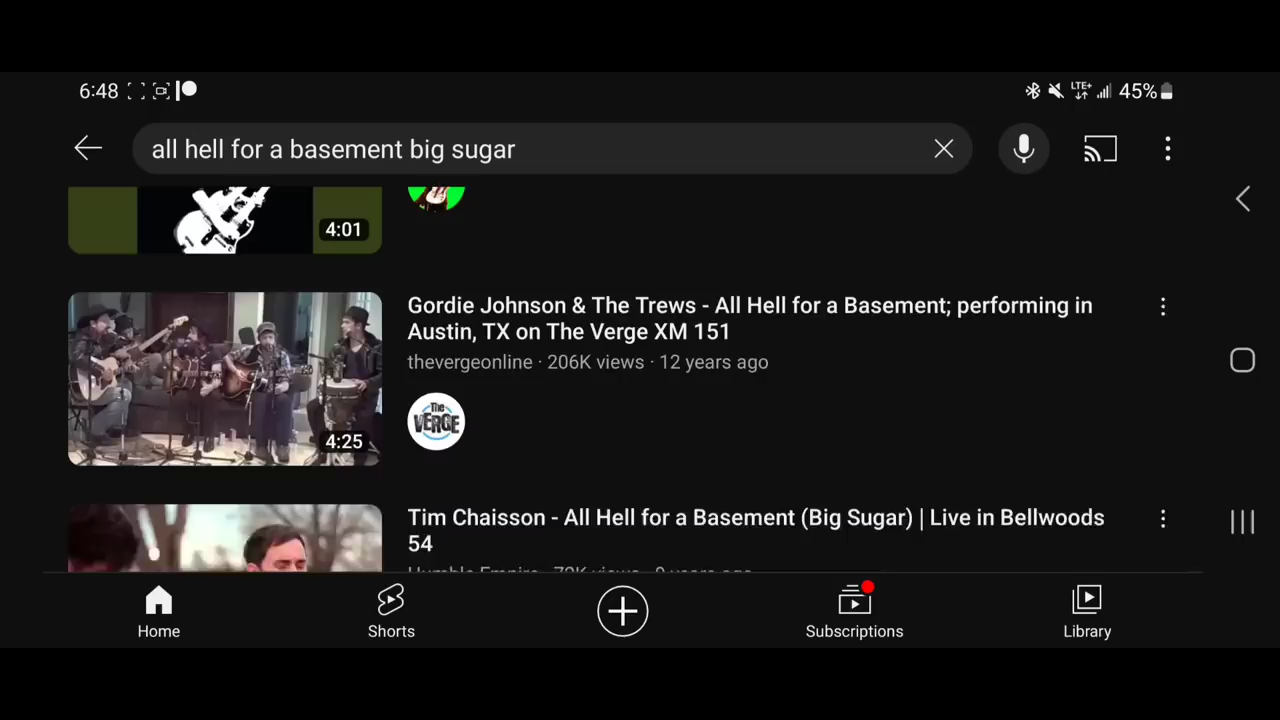 6:48
LTE+
45%
all hell for a basement big sugar
4:01
Gordie Johnson & The Trews - All Hell for a Basement; performing in
Austin, TX on The Verge XM 151
thevergeonline · 206K views · 12 years ago
The
VERGE
4:25
Tim Chaisson - All Hell for a Basement (Big Sugar) | Live in Bellwoods
54
Home
Shorts
Subscriptions
Library